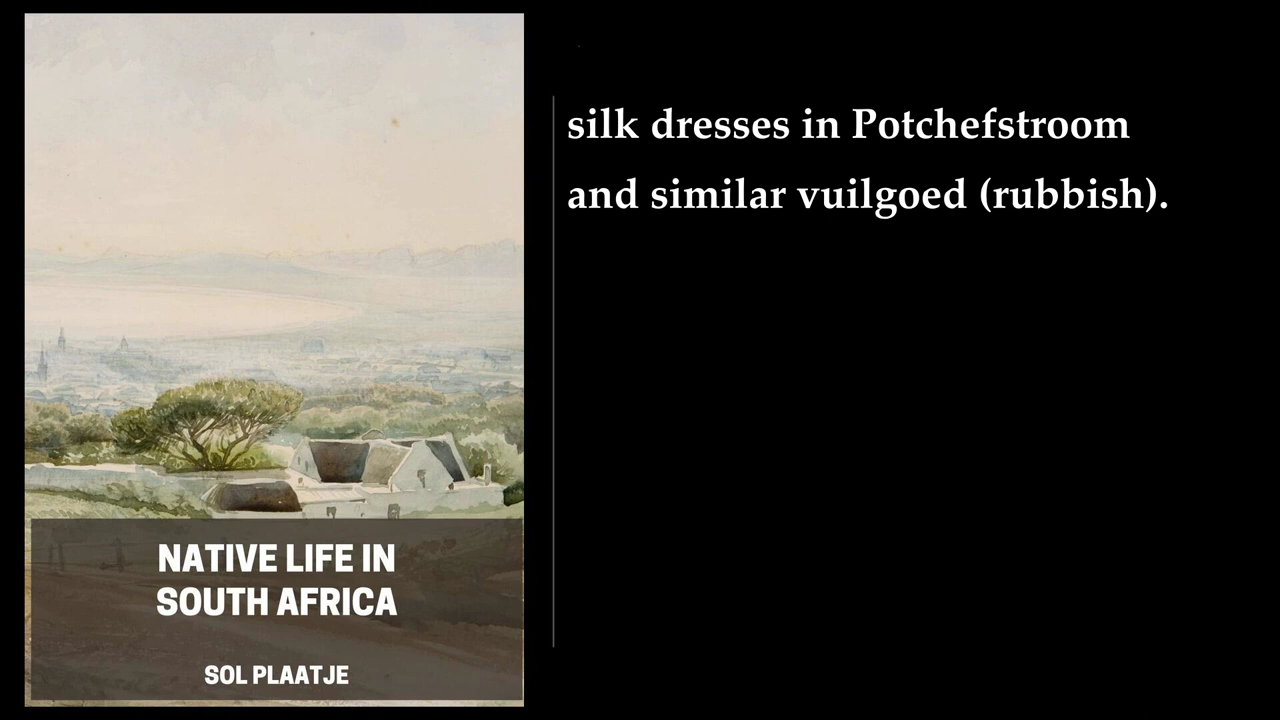 silk dresses in Potchefstroom
and similar vuilgoed (rubbish).
NATIVE LIFE IN
SOUTH AFRICA
SOL PLAATJE